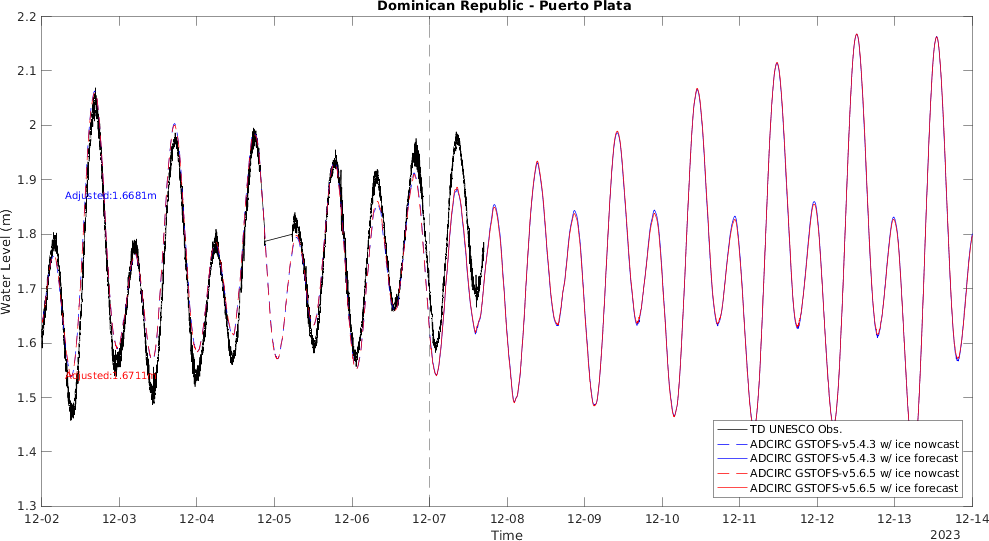 Dominican Republic - Puerto Plata
2.2
2.1
2
1.9
1.8
1.7
1.6
1.5
1.4
1.3
Water Level (m)
Adjusted:1.6681m
Adjusted:1.6711m
TD UNESCO Obs.
ADCIRC GSTOFS-v5.4.3 w/ ice nowcast
ADCIRC GSTOFS-v5.4.3 w/ ice forecast
ADCIRC GSTOFS-v5.6.5 w/ ice nowcast
ADCIRC GSTOFS-v5.6.5 w/ ice forecast
12-02 12-03 12-04 12-05 12-06 12-07 12-08 12-09 12-10 12-11 12-12 12-13 12-14
Time
2023